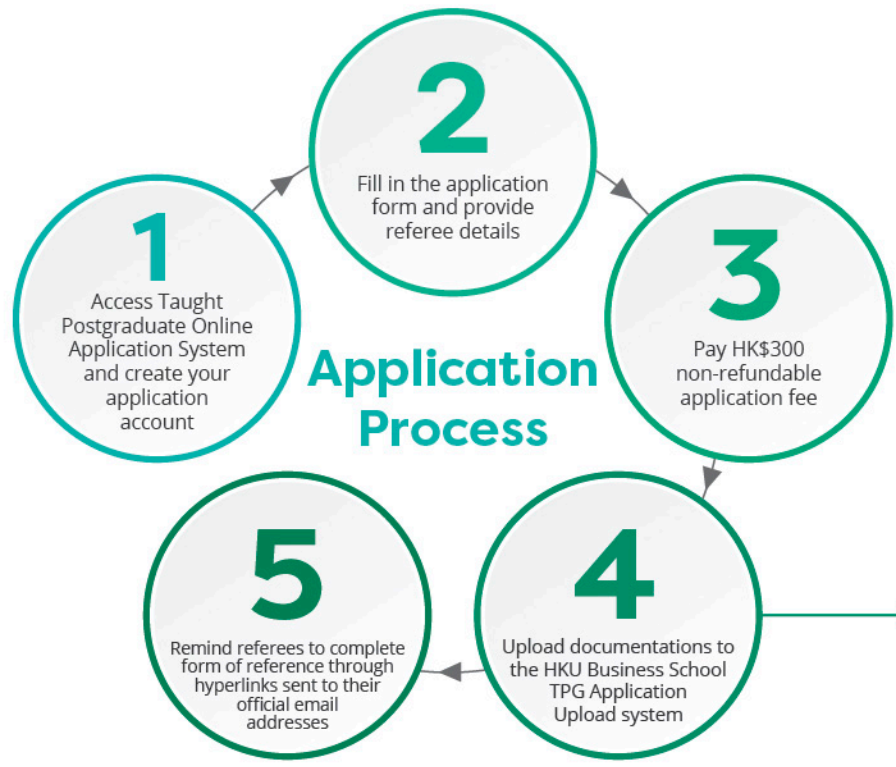 1
Access Taught
Postgraduate Online
Application System
and create your
application
account
2
Fill in the application
form and provide
referee details
3
Pay HK$300
non-refundable
application fee
Application
Process
4
Upload documentations to
the HKU Business School
TPG Application
Upload system
5
Remind referees to complete
form of reference through
hyperlinks sent to their
official email
addresses